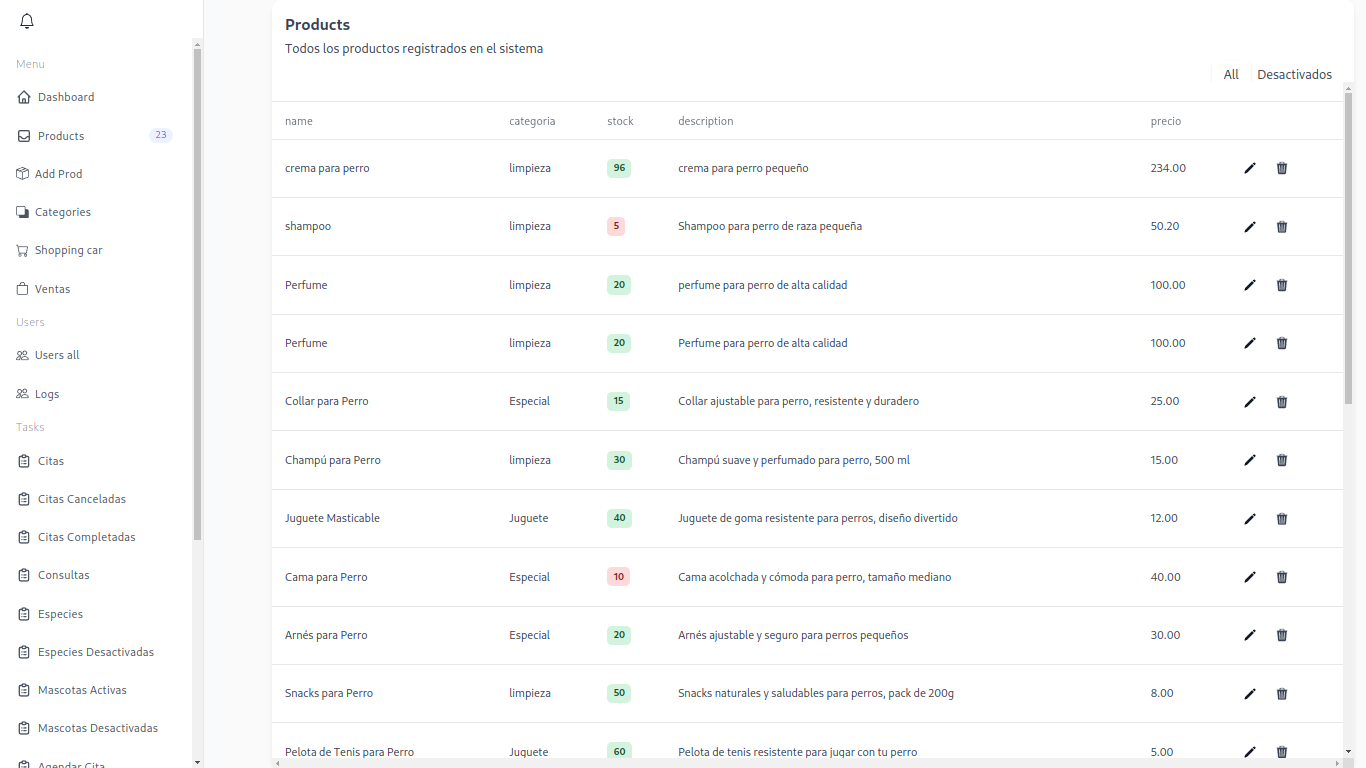 Menu
Dashboard
Products 23
Add Prod
Categories
Shopping car
Ventas
Users
Users all
Logs
Tasks
Citas
Citas Canceladas
Citas Completadas
Consultas
Especies
Especies Desactivadas
Mascotas Activas
Mascotas Desactivadas
Agendar Cita
Products
Todos los productos registrados en el sistema
All Desactivados
name categoria stock description precio
crema para perro limpieza 96 crema para perro pequeño 234.00
shampoo limpieza 5 Shampoo para perro de raza pequeña 50.20
Perfume limpieza 20 perfume para perro de alta calidad 100.00
Perfume limpieza 20 Perfume para perro de alta calidad 100.00
Collar para Perro Especial 15 Collar ajustable para perro, resistente y duradero 25.00
Champú para Perro limpieza 30 Champú suave y perfumado para perro, 500 ml 15.00
Juguete Masticable Juguete 40 Juguete de goma resistente para perros, diseño divertido 12.00
Cama para Perro Especial 10 Cama acolchada y cómoda para perro, tamaño mediano 40.00
Arnés para Perro Especial 20 Arnés ajustable y seguro para perros pequeños 30.00
Snacks para Perro limpieza 50 Snacks naturales y saludables para perros, pack de 200g 8.00
Pelota de Tenis para Perro Juguete 60 Pelota de tenis resistente para jugar con tu perro 5.00